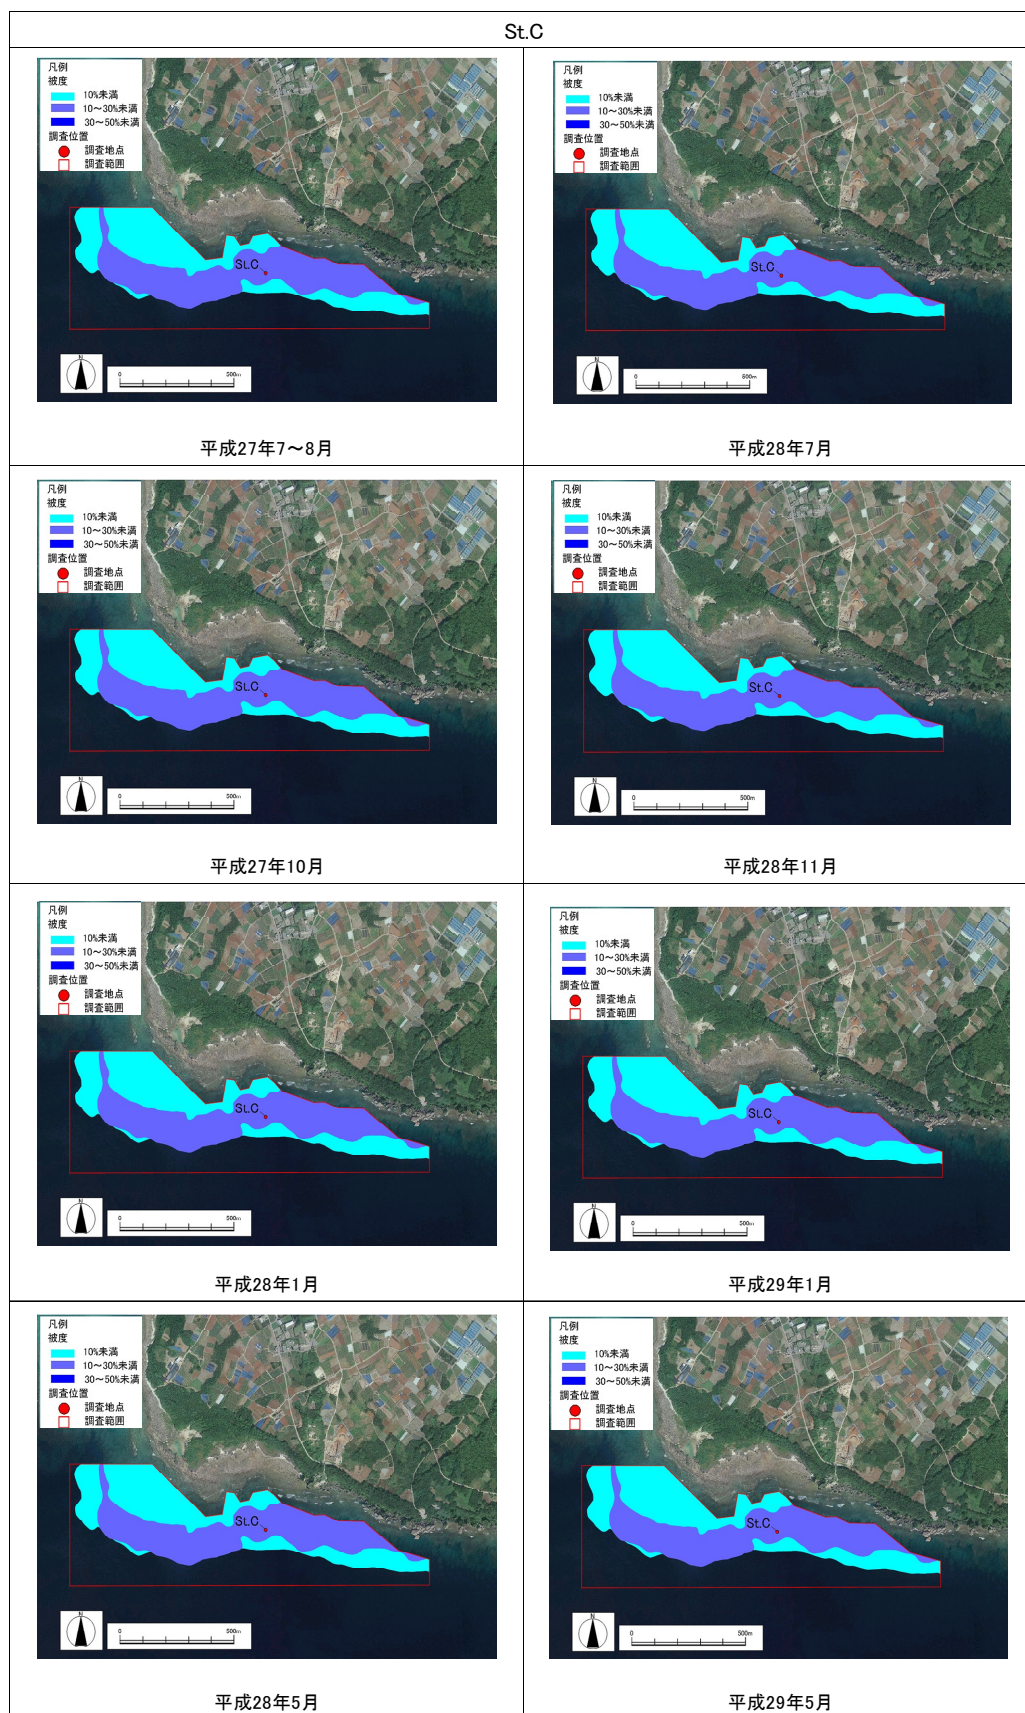 St.C
凡例
被度
10%未満
10～30%未満
30～50%未満
調査位置
調査地点
調査範囲
St.C
N
0 500m
平成27年7～8月
凡例
被度
10%未満
10～30%未満
30～50%未満
調査位置
調査地点
調査範囲
St.C
N
0 500m
平成28年7月
凡例
被度
10%未満
10～30%未満
30～50%未満
調査位置
調査地点
調査範囲
St.C
N
0 500m
平成27年10月
凡例
被度
10%未満
10～30%未満
30～50%未満
調査位置
調査地点
調査範囲
St.C
N
0 500m
平成28年11月
凡例
被度
10%未満
10～30%未満
30～50%未満
調査位置
調査地点
調査範囲
St.C
N
0 500m
平成28年1月
凡例
被度
10%未満
10～30%未満
30～50%未満
調査位置
調査地点
調査範囲
St.C
N
0 500m
平成29年1月
凡例
被度
10%未満
10～30%未満
30～50%未満
調査位置
調査地点
調査範囲
St.C
N
0 500m
平成28年5月
凡例
被度
10%未満
10～30%未満
30～50%未満
調査位置
調査地点
調査範囲
St.C
N
0 500m
平成29年5月